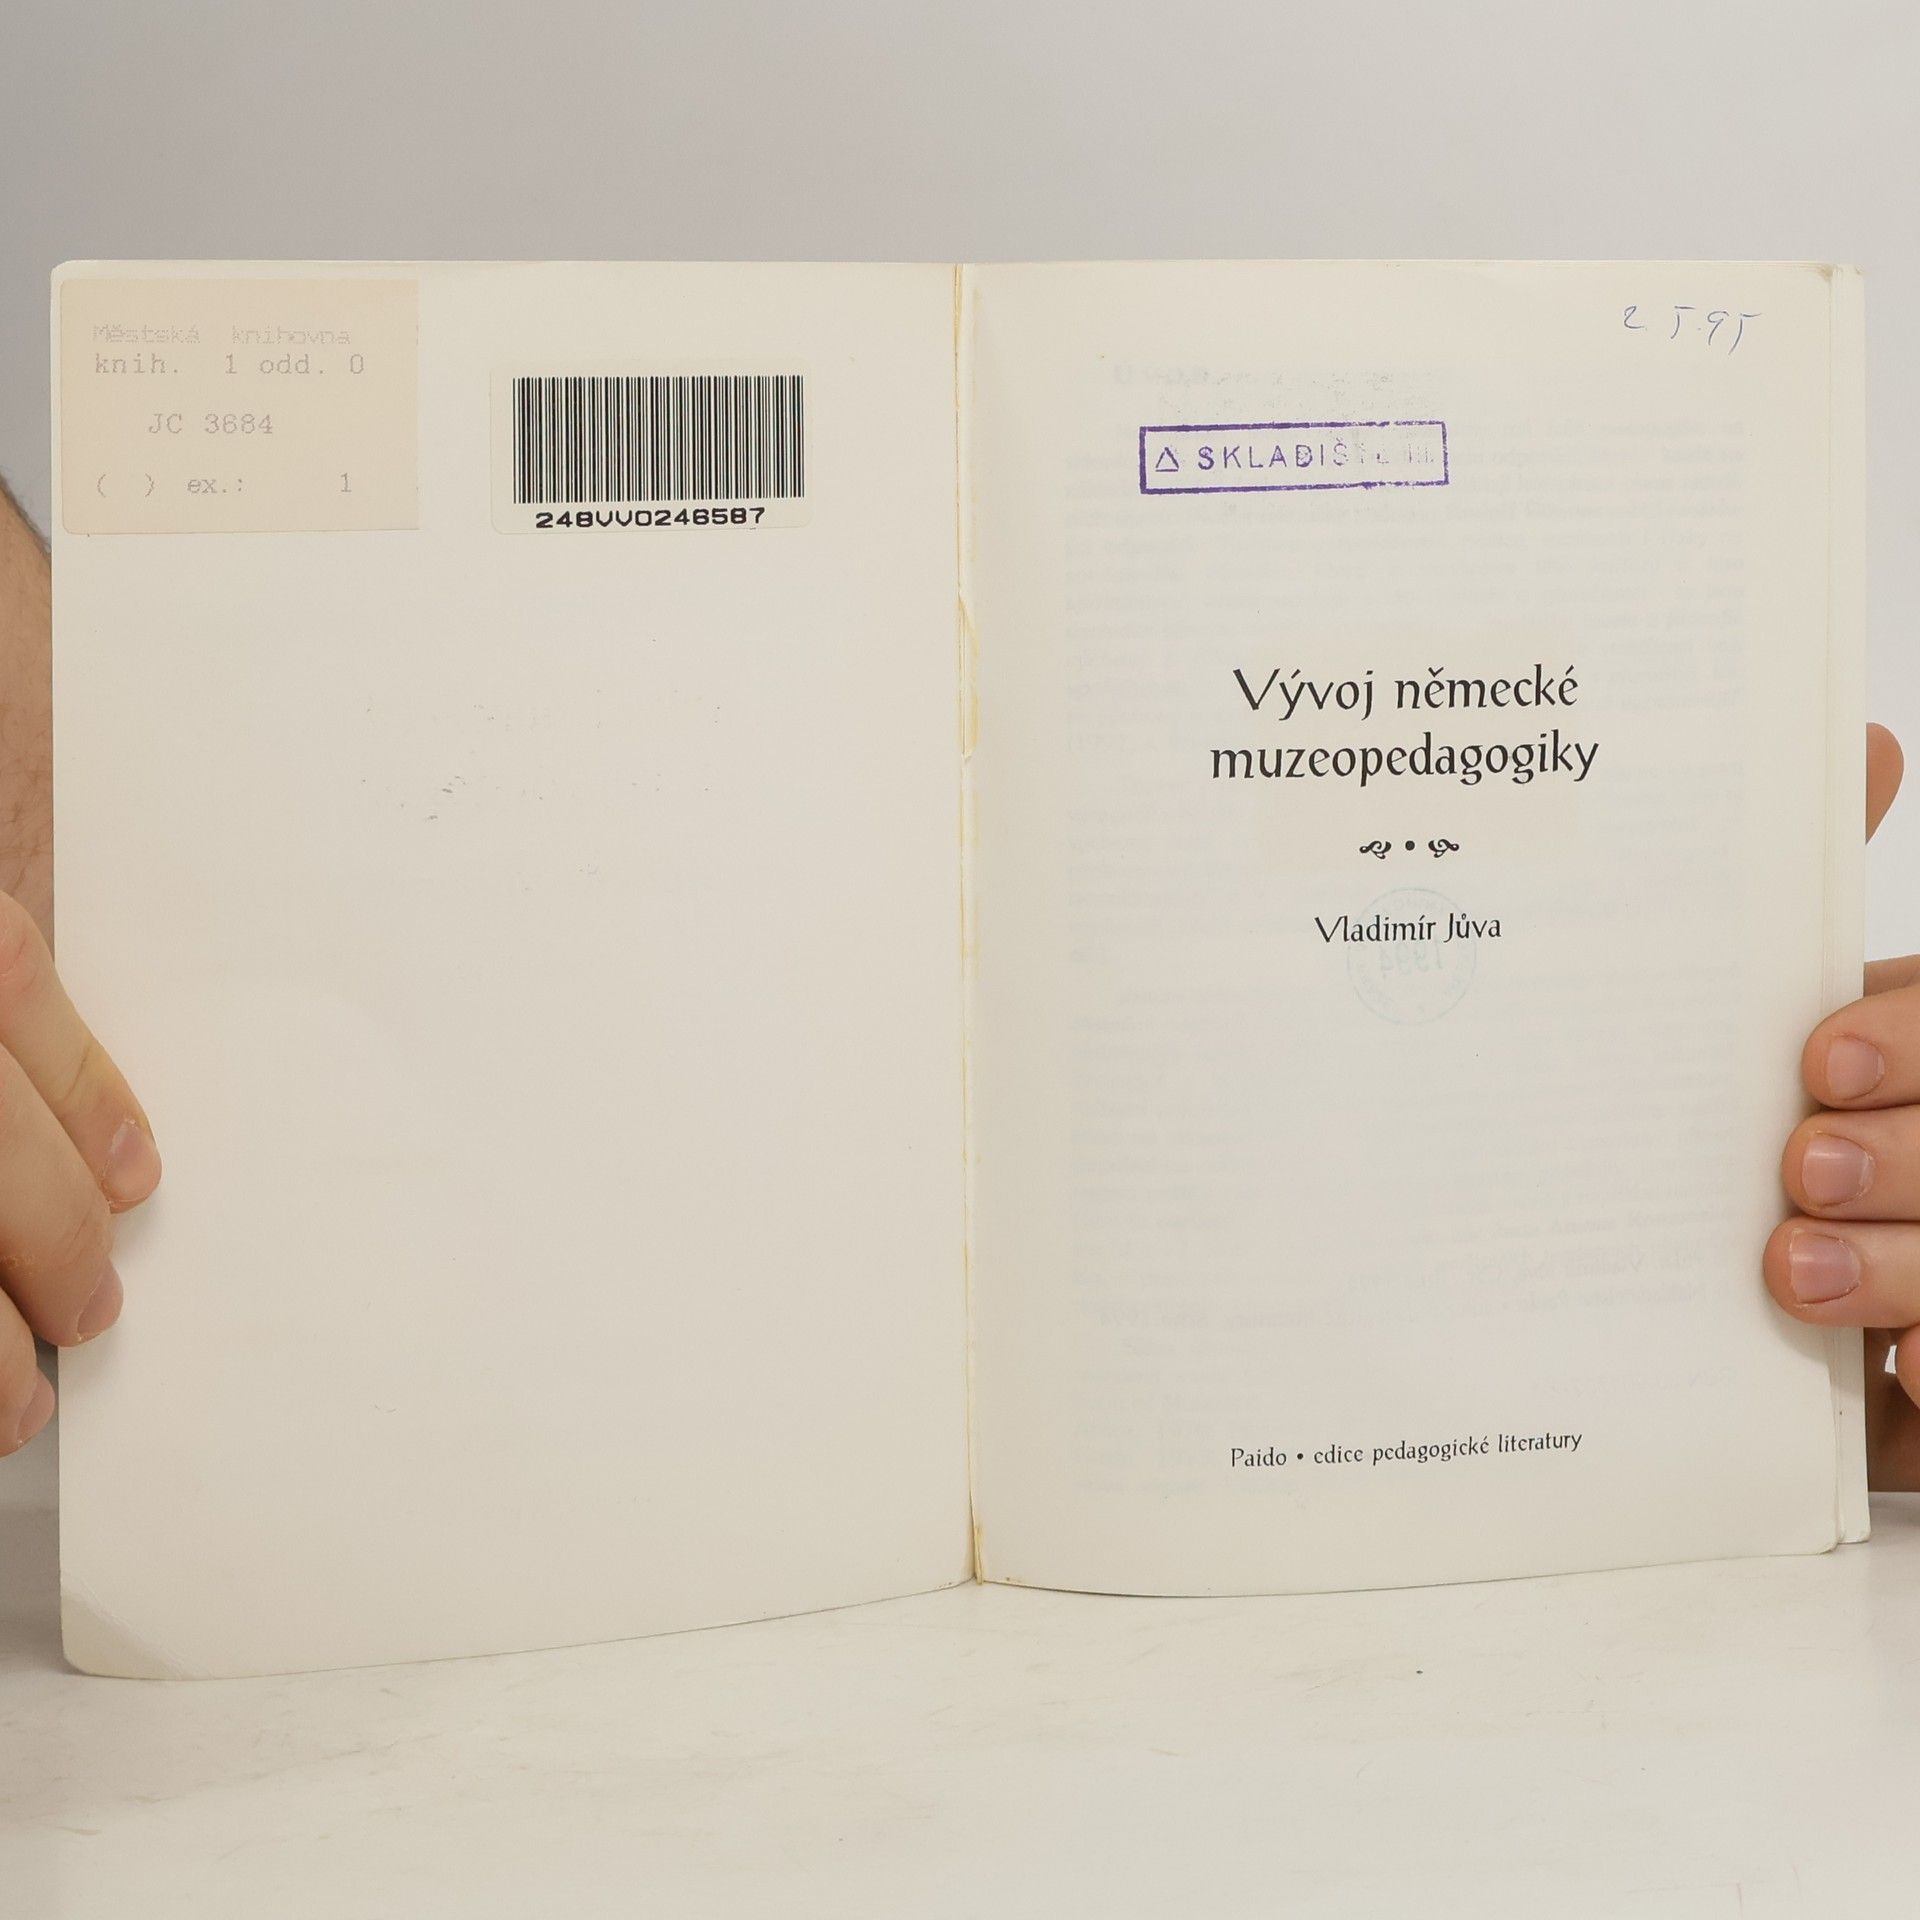 Městská knihovna
knih. 1 odd. 0
JC 3684
( ) ex.: 1
248VV0246587
2. 5. 95
△ SKLADIŠTĚ III.
Vývoj německé
muzeopedagogiky
Vladimír Jůva
Paido • edice pedagogické literatury